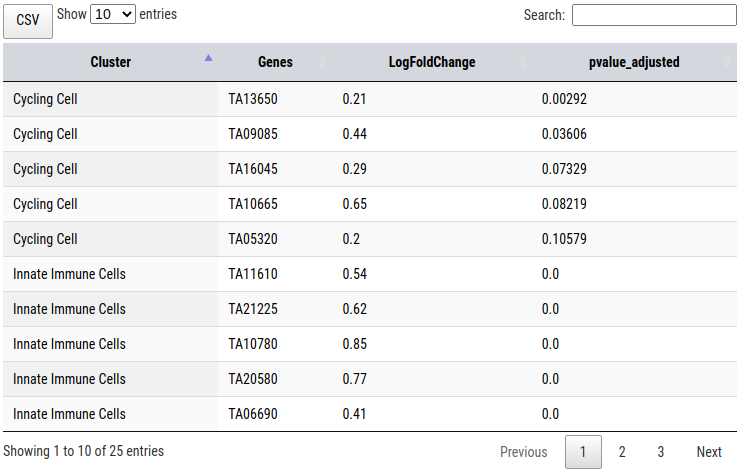 CSV Show 10 entries Search:
Cluster Genes LogFoldChange pvalue_adjusted
Cycling Cell TA13650 0.21 0.00292
Cycling Cell TA09085 0.44 0.03606
Cycling Cell TA16045 0.29 0.07329
Cycling Cell TA10665 0.65 0.08219
Cycling Cell TA05320 0.2 0.10579
Innate Immune Cells TA11610 0.54 0.0
Innate Immune Cells TA21225 0.62 0.0
Innate Immune Cells TA10780 0.85 0.0
Innate Immune Cells TA20580 0.77 0.0
Innate Immune Cells TA06690 0.41 0.0
Showing 1 to 10 of 25 entries Previous 1 2 3 Next